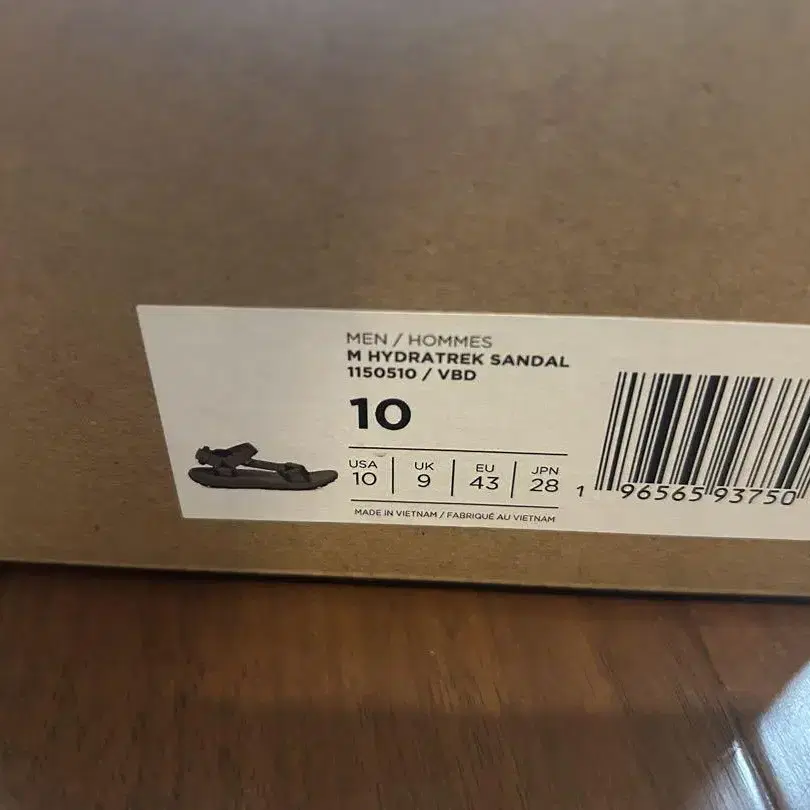 MEN / HOMMES
M HYDRATREK SANDAL
1150510 / VBD
10
USA UK EU JPN
10 9 43 28
MADE IN VIETNAM / FABRIQUÉ AU VIETNAM
1 96565 93750